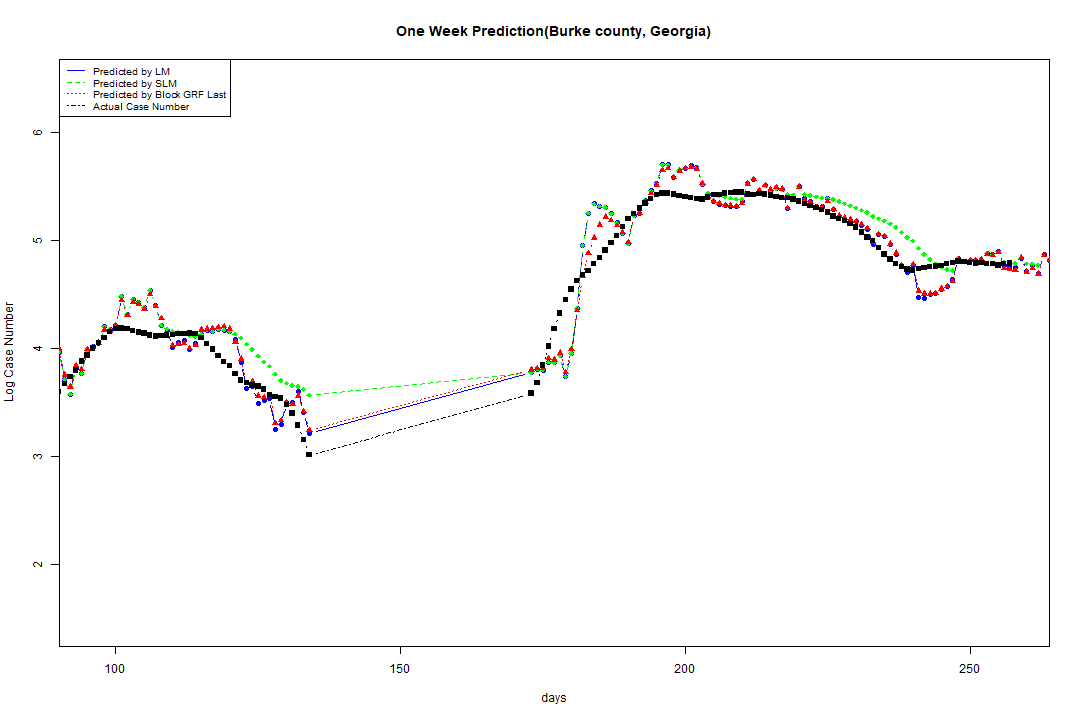 One Week Prediction(Burke county, Georgia)
Predicted by LM
Predicted by SLM
Predicted by Block GRF Last
Actual Case Number
6
5
4
3
2
Log Case Number
100 150 200 250
days